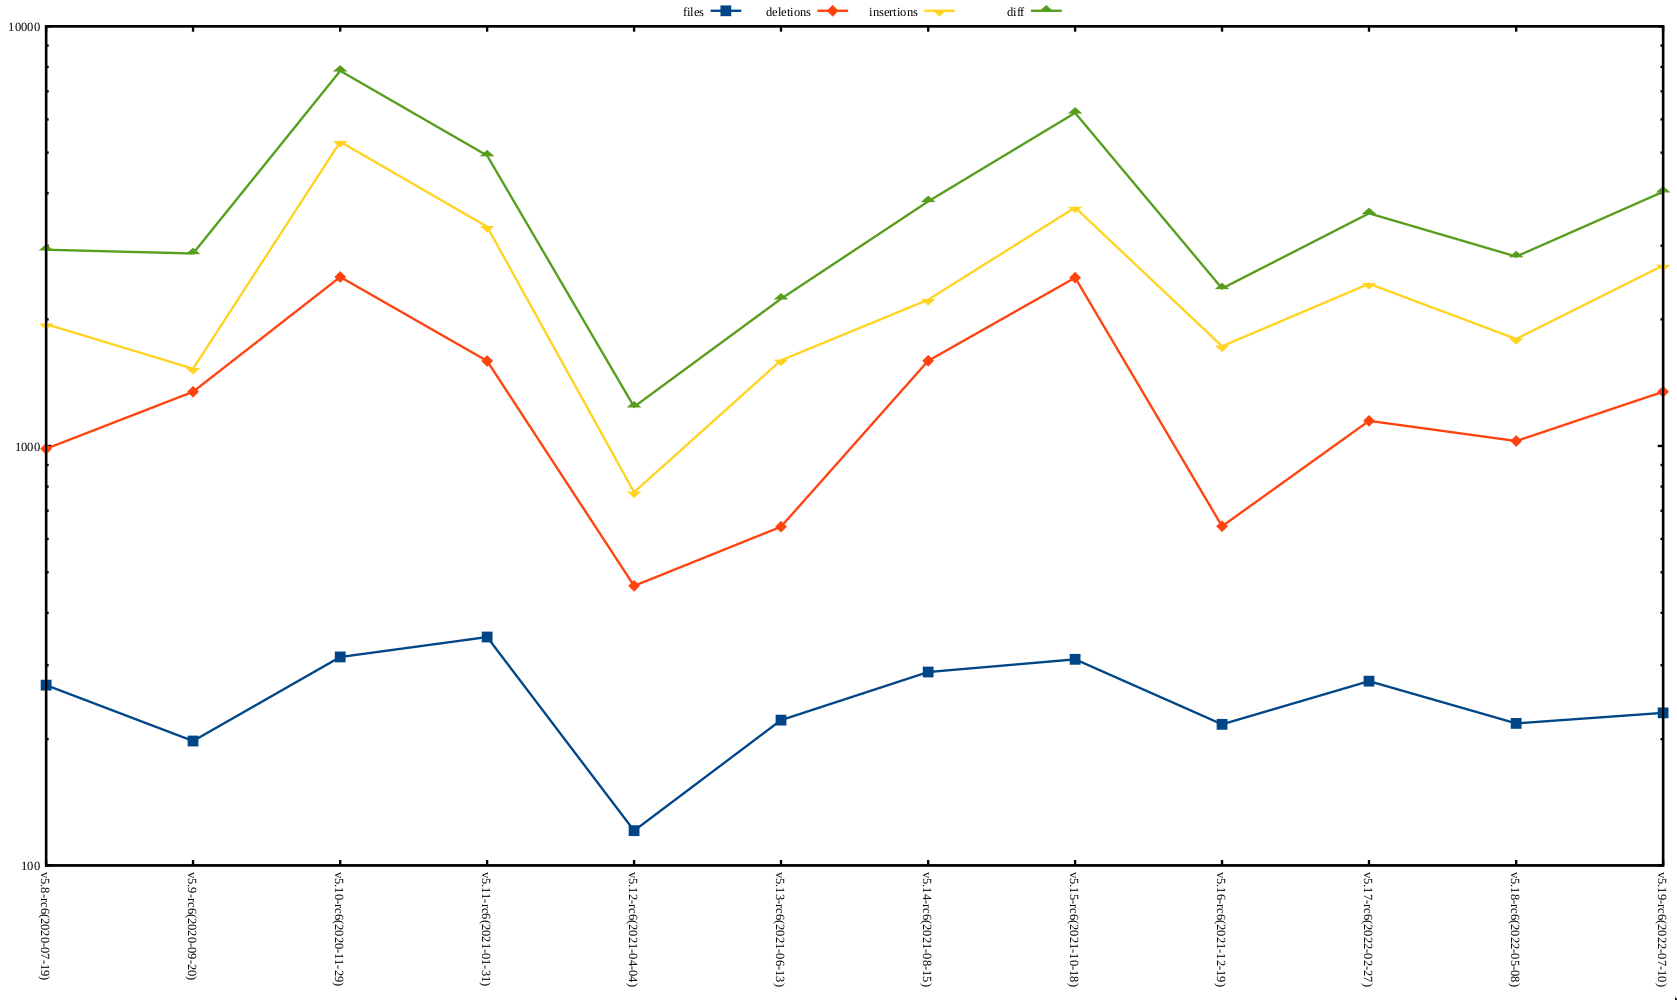 files deletions insertions diff
10000
1000
100
v5.8-rc6(2020-07-19)
v5.9-rc6(2020-09-20)
v5.10-rc6(2020-11-29)
v5.11-rc6(2021-01-31)
v5.12-rc6(2021-04-04)
v5.13-rc6(2021-06-13)
v5.14-rc6(2021-08-15)
v5.15-rc6(2021-10-18)
v5.16-rc6(2021-12-19)
v5.17-rc6(2022-02-27)
v5.18-rc6(2022-05-08)
v5.19-rc6(2022-07-10)